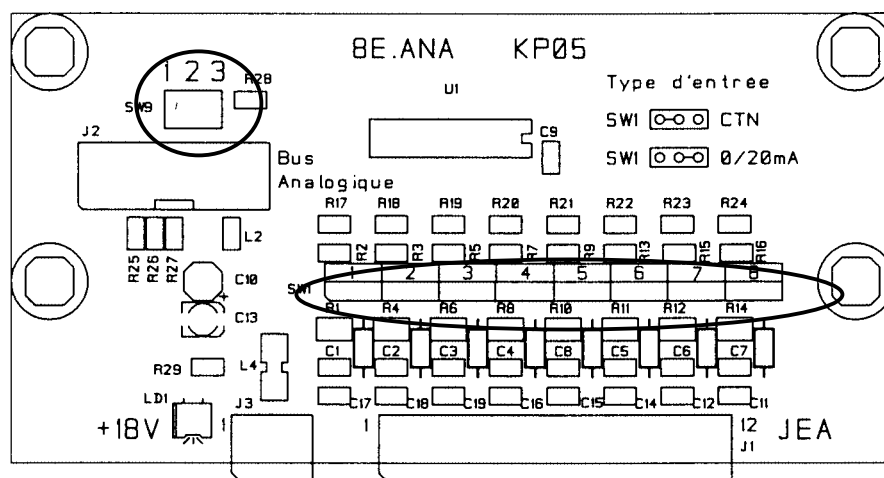 8E.ANA KP05
1 2 3 R28
SW9
U1
Type d'entrée
SW1 CTN
SW1 0/20mA
J2
C9
Bus
Analogique
R17 R18 R19 R20 R21 R22 R23 R24
R25 R26 R27 L2
R2 R3 R5 R7 R9 R13 R15 R16
C10
1 2 3 4 5 6 7 8
SW1
C13 +
R1 R4 R6 R8 R10 R11 R12 R14
R29 L4
C1 C2 C3 C4 C8 C5 C6 C7
LD1
C17 C18 C19 C16 C15 C14 C12 C11
J3
+18V 1 1 12 JEA
J1